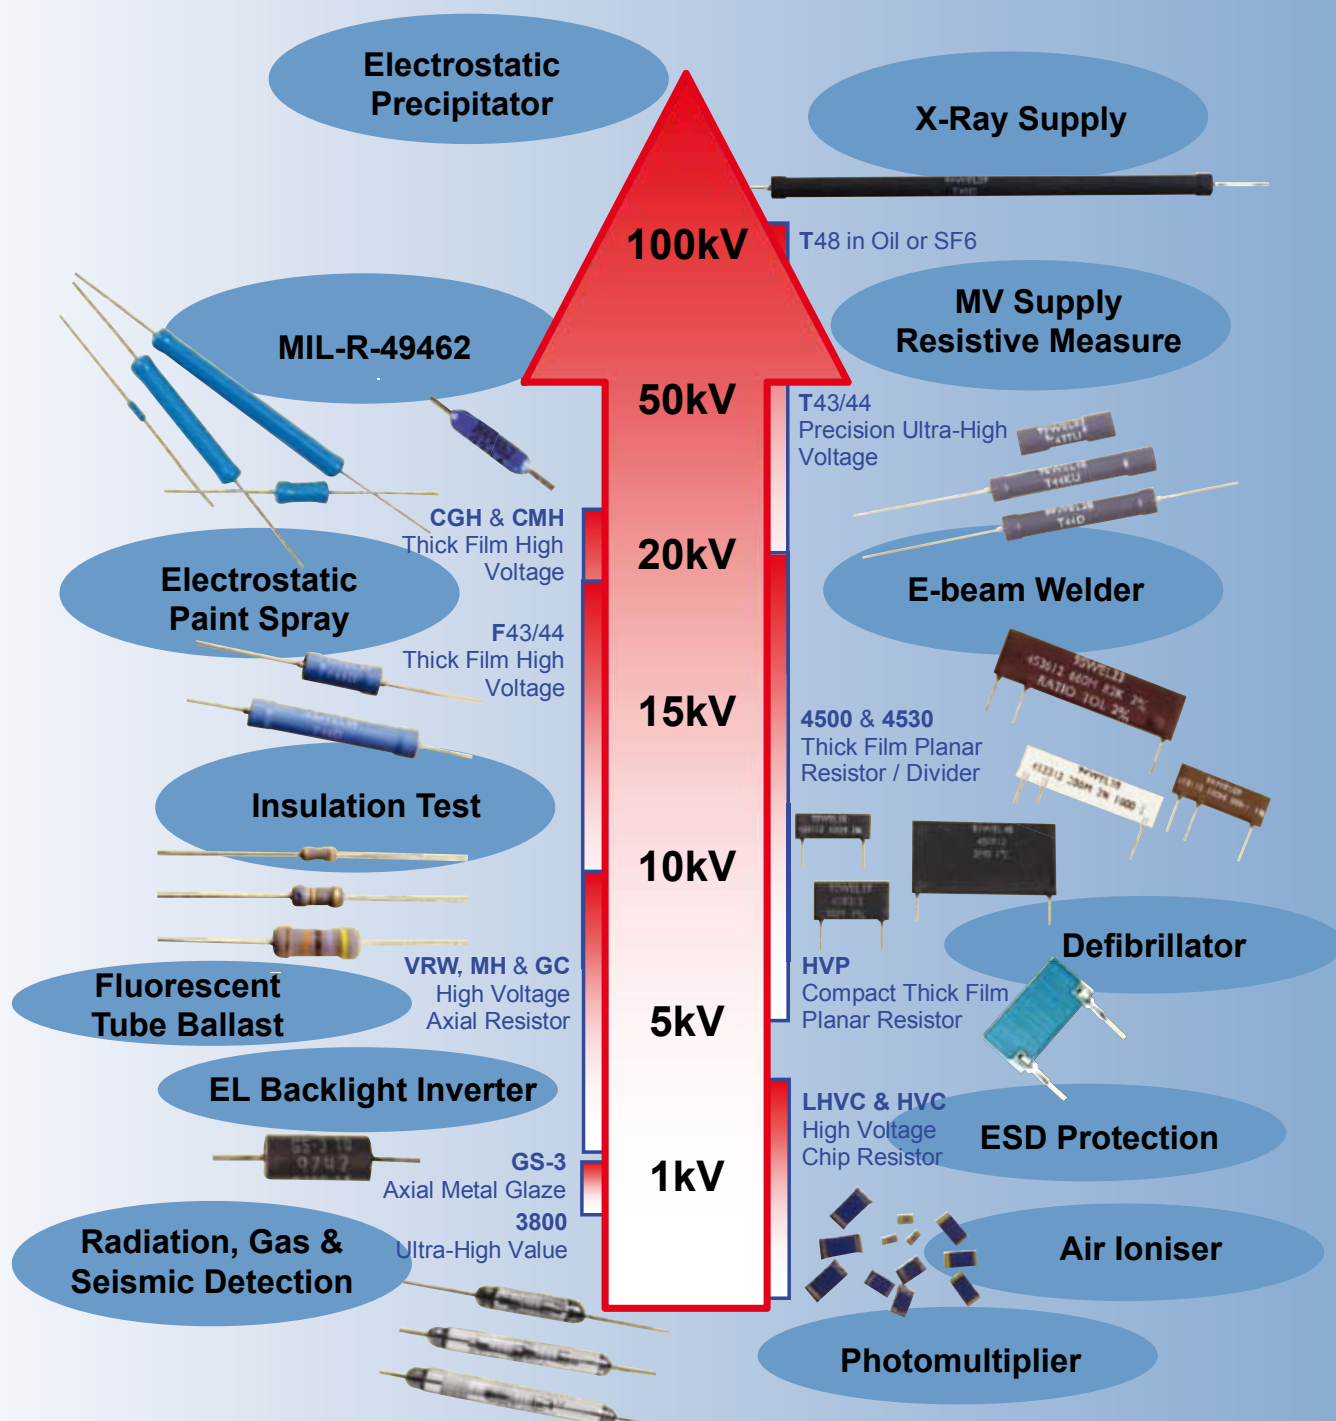 Electrostatic
Precipitator
X-Ray Supply
100kV
T48 in Oil or SF6
MV Supply
Resistive Measure
MIL-R-49462
50kV
T43/44
Precision Ultra-High
Voltage
CGH & CMH
Thick Film High
Voltage
20kV
Electrostatic
Paint Spray
E-beam Welder
F43/44
Thick Film High
Voltage
15kV
4500 & 4530
Thick Film Planar
Resistor / Divider
RATIO TOL 2%
Insulation Test
10kV
Defibrillator
VRW, MH & GC
High Voltage
Axial Resistor
HVP
Compact Thick Film
Planar Resistor
Fluorescent
Tube Ballast
5kV
EL Backlight Inverter
9742
LHVC & HVC
High Voltage
Chip Resistor
ESD Protection
GS-3
Axial Metal Glaze
1kV
3800
Ultra-High Value
Radiation, Gas &
Seismic Detection
Air Ioniser
Photomultiplier